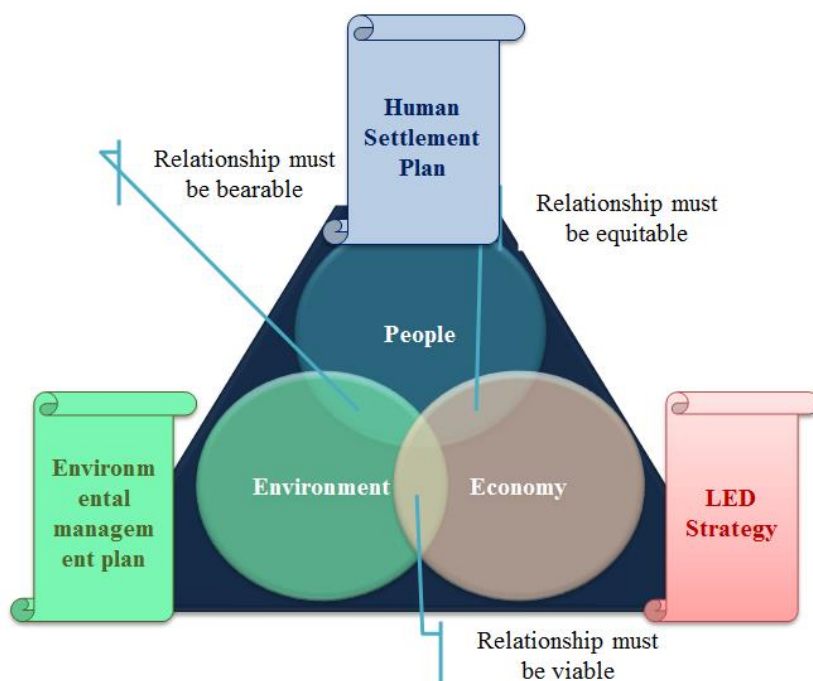 Human
Settlement
Plan
Relationship must
be bearable
Relationship must
be equitable
People
Environm
ental
managem
ent plan
Environment
Economy
LED
Strategy
Relationship must
be viable